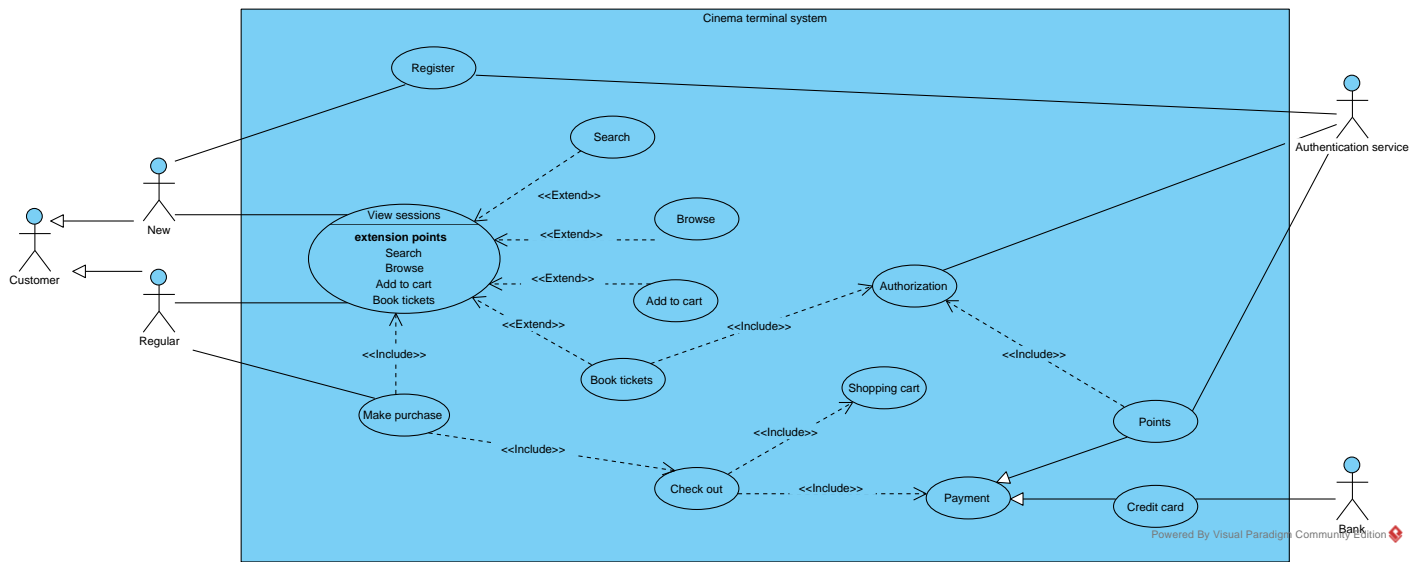 Cinema terminal system
Register
Search
Authentication service
<<Extend>>
View sessions
Browse
New
<<Extend>>
extension points
Search
Browse
Add to cart
Book tickets
Customer
<<Extend>>
Authorization
Add to cart
Regular
<<Extend>>
<<Include>>
<<Include>>
<<Include>>
Book tickets
Shopping cart
Make purchase
Points
<<Include>>
<<Include>>
Check out
<<Include>>
Payment
Credit card
Bank
Powered By Visual Paradigm Community Edition